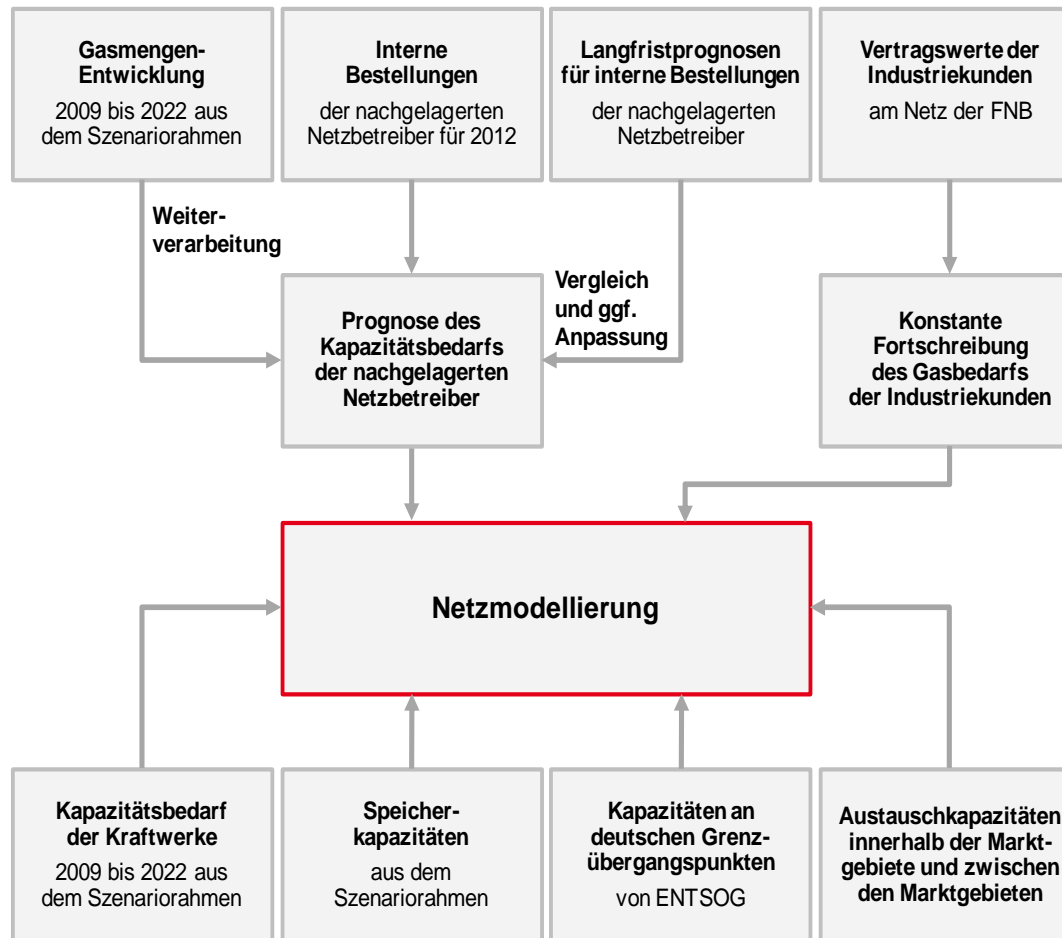 Gasmengen-
Entwicklung
2009 bis 2022 aus
dem Szenariorahmen
Interne
Bestellungen
der nachgelagerten
Netzbetreiber für 2012
Langfristprognosen
für interne Bestellungen
der nachgelagerten
Netzbetreiber
Vertragswerte der
Industriekunden
am Netz der FNB
Weiter-
verarbeitung
Vergleich
und ggf.
Anpassung
Prognose des
Kapazitätsbedarfs
der nachgelagerten
Netzbetreiber
Konstante
Fortschreibung
des Gasbedarfs
der Industriekunden
Netzmodellierung
Kapazitätsbedarf
der Kraftwerke
2009 bis 2022 aus
dem Szenariorahmen
Speicher-
kapazitäten
aus dem
Szenariorahmen
Kapazitäten an
deutschen Grenz-
übergangspunkten
von ENTSOG
Austauschkapazitäten
innerhalb der Markt-
gebiete und zwischen
den Marktgebieten